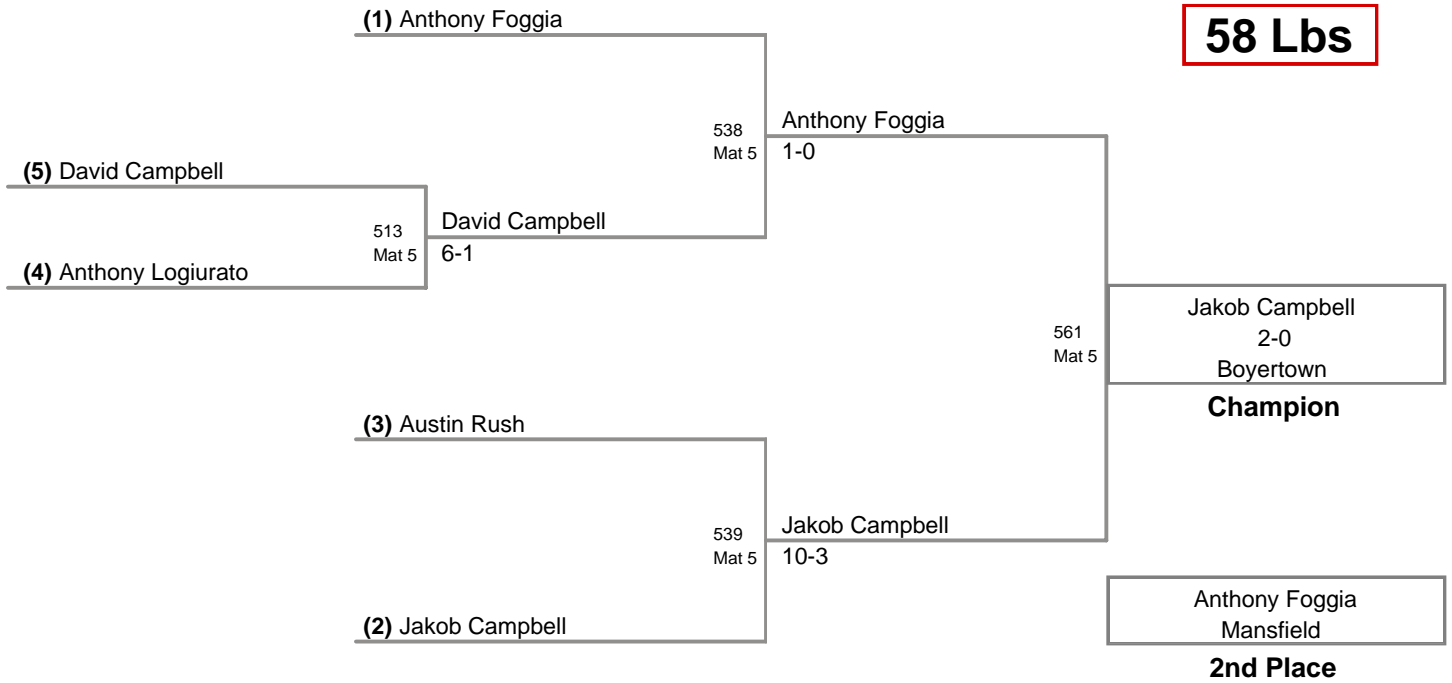 (1) Anthony Foggia
58 Lbs
538
Mat 5
Anthony Foggia
1-0
(5) David Campbell
513
Mat 5
David Campbell
6-1
(4) Anthony Logiurato
561
Mat 5
Jakob Campbell
2-0
Boyertown
Champion
(3) Austin Rush
539
Mat 5
Jakob Campbell
10-3
(2) Jakob Campbell
Anthony Foggia
Mansfield
2nd Place